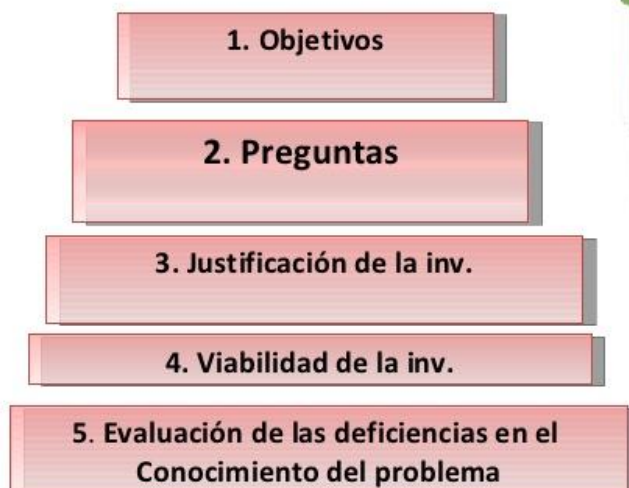 1. Objetivos
2. Preguntas
3. Justificación de la inv.
4. Viabilidad de la inv.
5. Evaluación de las deficiencias en el
Conocimiento del problema